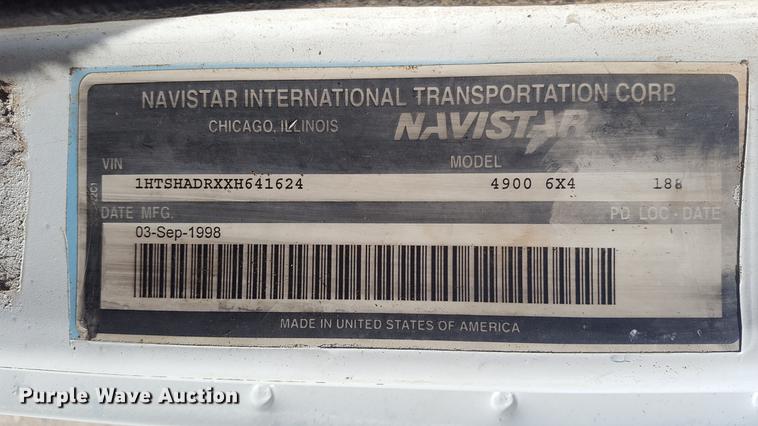 NAVISTAR INTERNATIONAL TRANSPORTATION CORP.
CHICAGO, ILLINOIS NAVISTAR
VIN MODEL
1HTSHADRXXH641624 4900 6X4 188
DATE MFG. PD LOC - DATE
03-Sep-1998
MADE IN UNITED STATES OF AMERICA
Purple Wave Auction